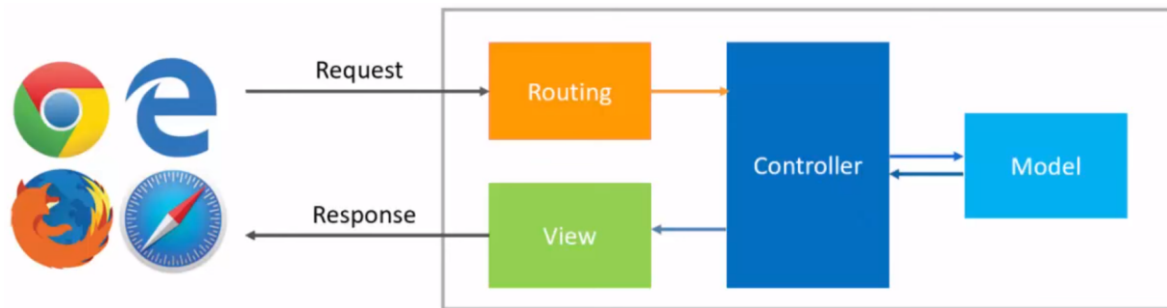 Request
Routing
Controller
Model
Response
View